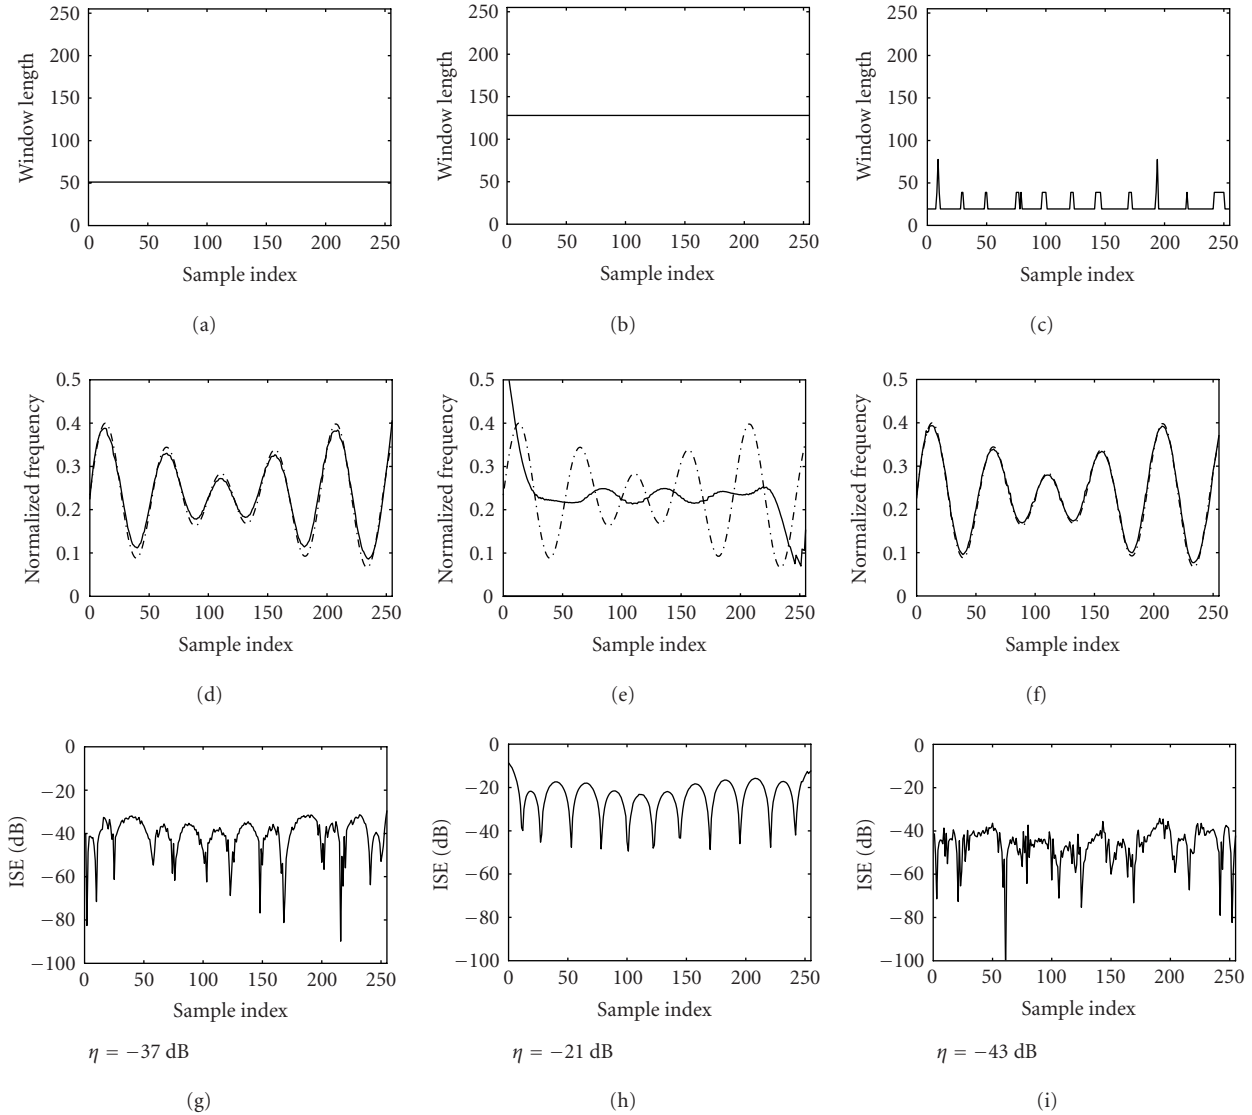 Window length
250
200
150
100
50
0
0 50 100 150 200 250
Sample index
(a)
Window length
250
200
150
100
50
0
0 50 100 150 200 250
Sample index
(b)
Window length
250
200
150
100
50
0
0 50 100 150 200 250
Sample index
(c)
Normalized frequency
0.5
0.4
0.3
0.2
0.1
0
0 50 100 150 200 250
Sample index
(d)
Normalized frequency
0.5
0.4
0.3
0.2
0.1
0
0 50 100 150 200 250
Sample index
(e)
Normalized frequency
0.5
0.4
0.3
0.2
0.1
0
0 50 100 150 200 250
Sample index
(f)
ISE (dB)
0
−20
−40
−60
−80
−100
0 50 100 150 200 250
Sample index
η = −37 dB
(g)
ISE (dB)
0
−20
−40
−60
−80
−100
0 50 100 150 200 250
Sample index
η = −21 dB
(h)
ISE (dB)
0
−20
−40
−60
−80
−100
0 50 100 150 200 250
Sample index
η = −43 dB
(i)